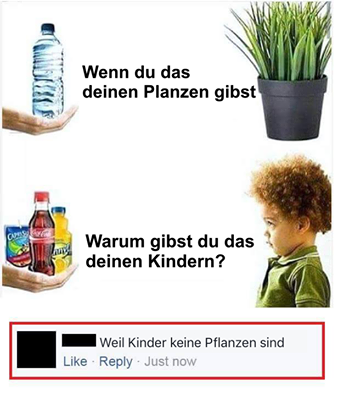 Wenn du das
deinen Planzen gibst
Warum gibst du das
deinen Kindern?
Weil Kinder keine Pflanzen sind
Like · Reply · Just now